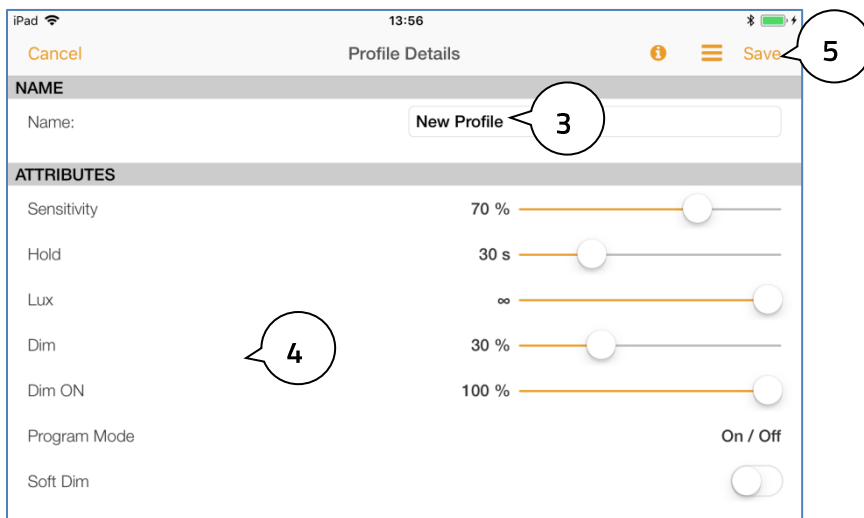 iPad 13:56
Cancel Profile Details Save 5
NAME
Name: New Profile 3
ATTRIBUTES
Sensitivity 70 %
Hold 30 s
Lux ∞
4
Dim 30 %
Dim ON 100 %
Program Mode On / Off
Soft Dim